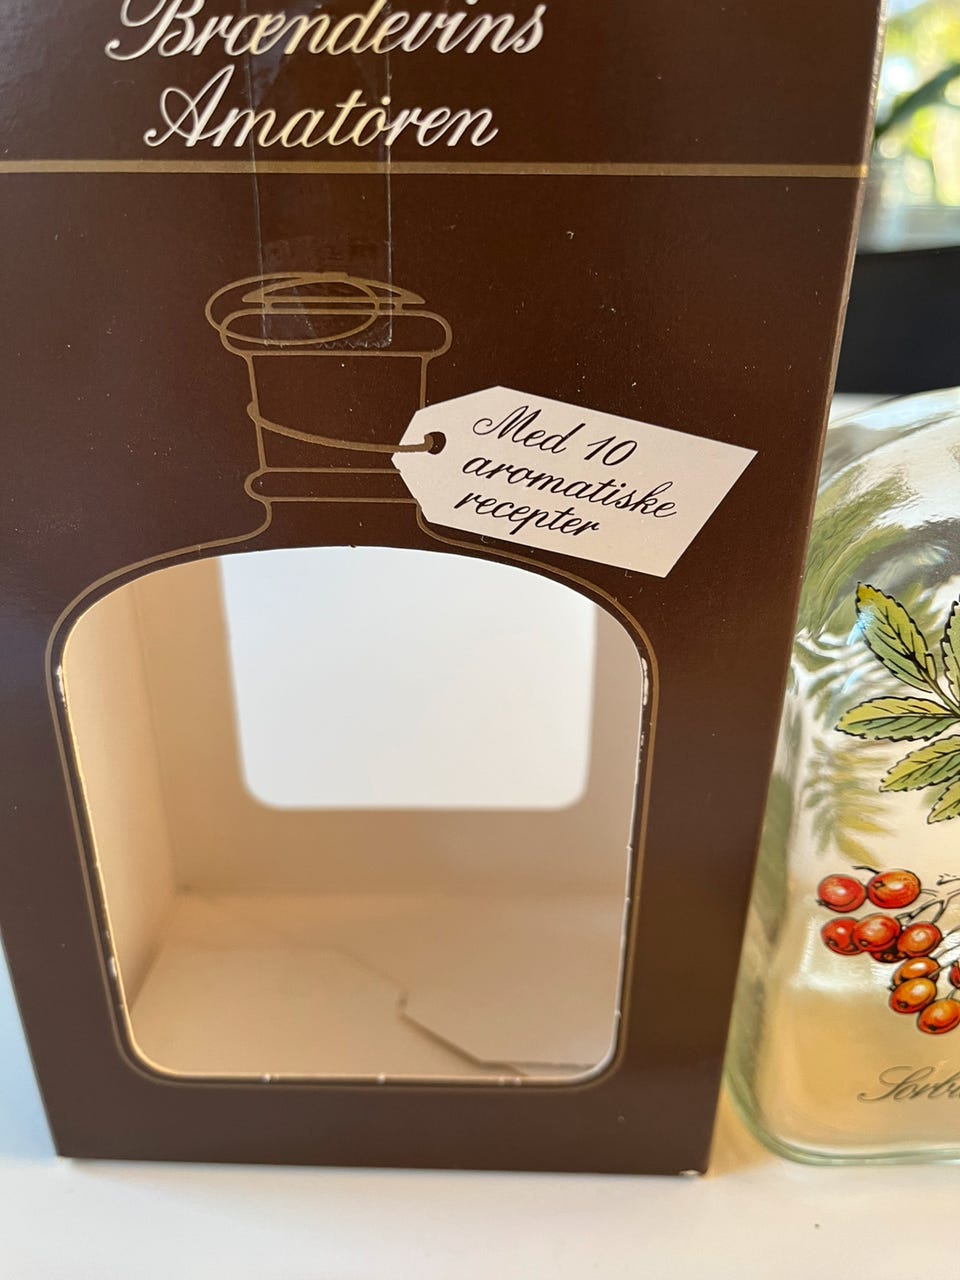 Brændevins
Amatören
Med 10
aromatiske
recepter